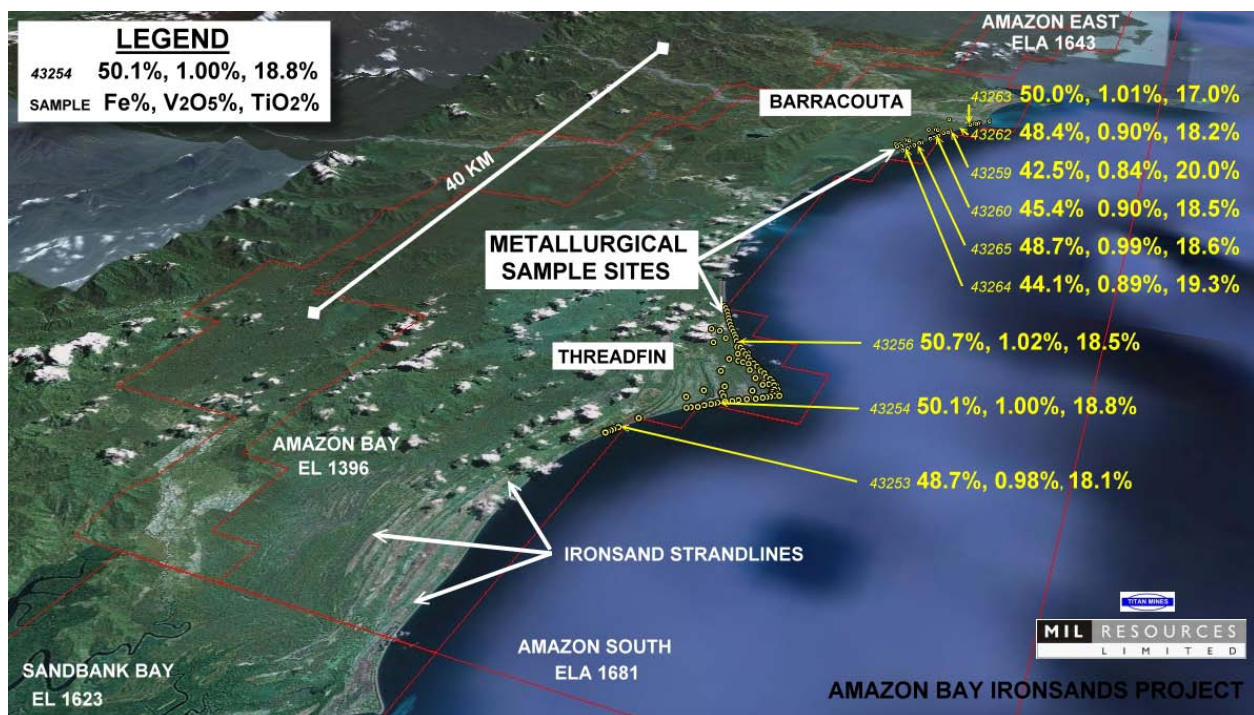 LEGEND
43254 50.1%, 1.00%, 18.8%
SAMPLE Fe%, V2O5%, TiO2%
AMAZON EAST
ELA 1643
BARRACOUTA
43263 50.0%, 1.01%, 17.0%
43262 48.4%, 0.90%, 18.2%
43259 42.5%, 0.84%, 20.0%
43260 45.4% 0.90%, 18.5%
43265 48.7%, 0.99%, 18.6%
43264 44.1%, 0.89%, 19.3%
40 KM
METALLURGICAL
SAMPLE SITES
43256 50.7%, 1.02%, 18.5%
THREADFIN
43254 50.1%, 1.00%, 18.8%
AMAZON BAY
EL 1396
43253 48.7%, 0.98%, 18.1%
IRONSAND STRANDLINES
AMAZON SOUTH
ELA 1681
SANDBANK BAY
EL 1623
TITAN MINES
MIL RESOURCES
LIMITED
AMAZON BAY IRONSANDS PROJECT